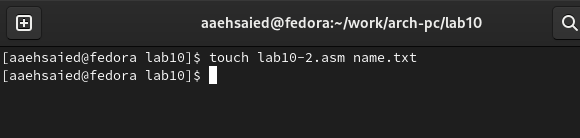 aaehsaied@fedora:~/work/arch-pc/lab10
[aaehsaied@fedora lab10]$ touch lab10-2.asm name.txt
[aaehsaied@fedora lab10]$